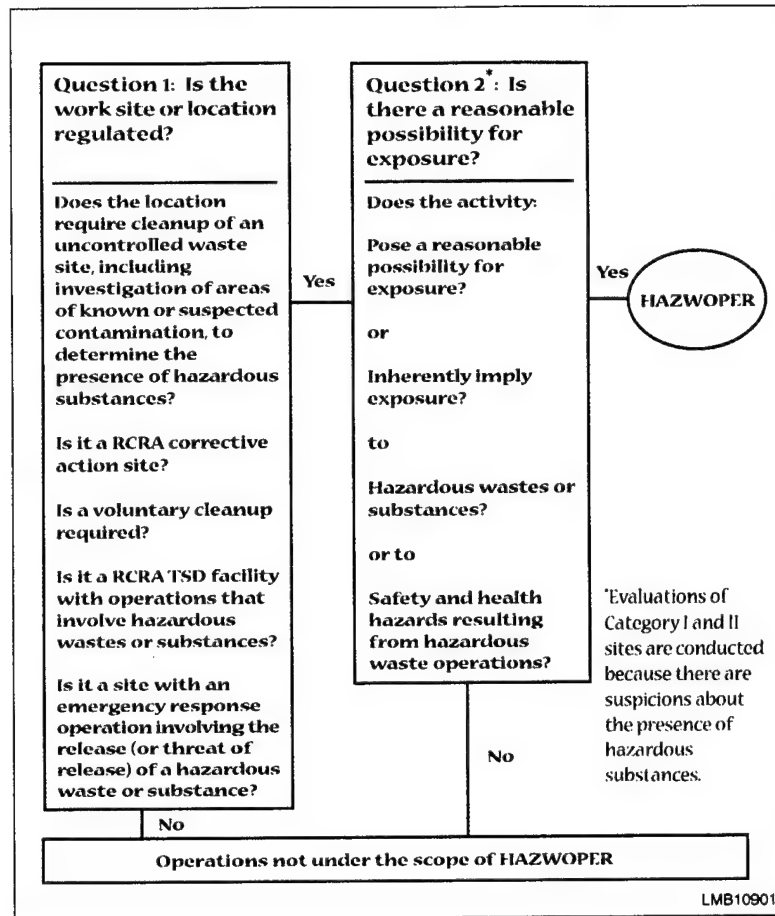 Question 1: Is the
work site or location
regulated?
Does the location
require cleanup of an
uncontrolled waste
site, including
investigation of areas
of known or suspected
contamination, to
determine the
presence of hazardous
substances?
Is it a RCRA corrective
action site?
Is a voluntary cleanup
required?
Is it a RCRA TSD facility
with operations that
involve hazardous
wastes or substances?
Is it a site with an
emergency response
operation involving the
release (or threat of
release) of a hazardous
waste or substance?
Yes
No
Question 2*: Is
there a reasonable
possibility for
exposure?
Does the activity:
Pose a reasonable
possibility for
exposure?
or
Inherently imply
exposure?
to
Hazardous wastes or
substances?
or to
Safety and health
hazards resulting
from hazardous
waste operations?
Yes
HAZWOPER
No
*Evaluations of
Category I and II
sites are conducted
because there are
suspicions about
the presence of
hazardous
substances.
Operations not under the scope of HAZWOPER
LMB10901